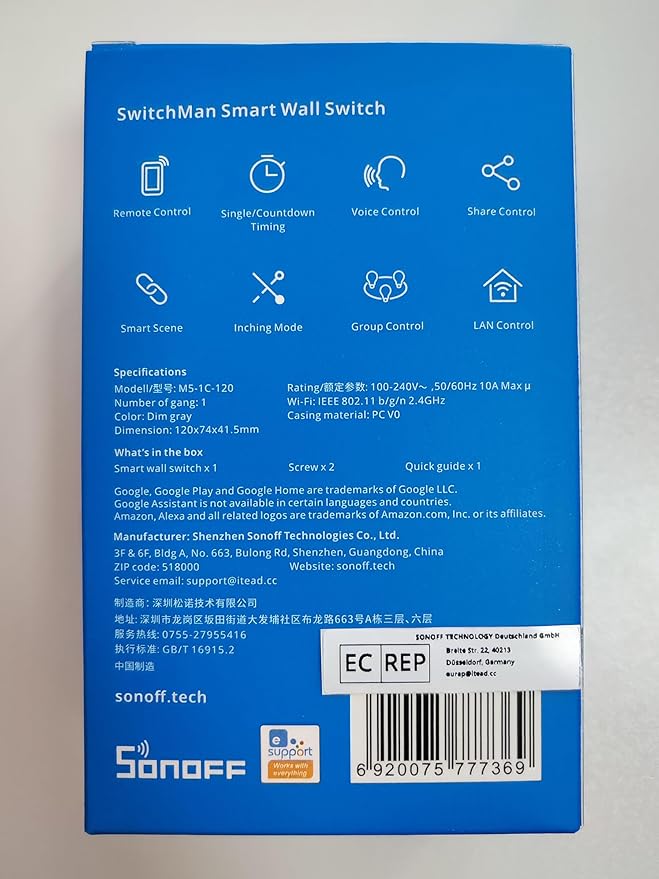 SwitchMan Smart Wall Switch
Remote Control
Single/Countdown
Timing
Voice Control
Share Control
Smart Scene
Inching Mode
Group Control
LAN Control
Specifications
Modell/型号: M5-1C-120
Number of gang: 1
Color: Dim gray
Dimension: 120x74x41.5mm
Rating/额定参数: 100-240V～ ,50/60Hz 10A Max μ
Wi-Fi: IEEE 802.11 b/g/n 2.4GHz
Casing material: PC V0
What's in the box
Smart wall switch x 1 Screw x 2 Quick guide x 1
Google, Google Play and Google Home are trademarks of Google LLC.
Google Assistant is not available in certain languages and countries.
Amazon, Alexa and all related logos are trademarks of Amazon.com, Inc. or its affiliates.
Manufacturer: Shenzhen Sonoff Technologies Co., Ltd.
3F & 6F, Bldg A, No. 663, Bulong Rd, Shenzhen, Guangdong, China
ZIP code: 518000 Website: sonoff.tech
Service email: support@itead.cc
制造商: 深圳松诺技术有限公司
地址: 深圳市龙岗区坂田街道大发埔社区布龙路663号A栋三层、六层
服务热线: 0755-27955416
执行标准: GB/T 16915.2
中国制造
SONOFF TECHNOLOGY Deutschland GmbH
EC REP
Breite Str. 22, 40213
Düsseldorf, Germany
eurep@itead.cc
sonoff.tech
SONOFF
e
support
Works with
everything
6 920075 777369